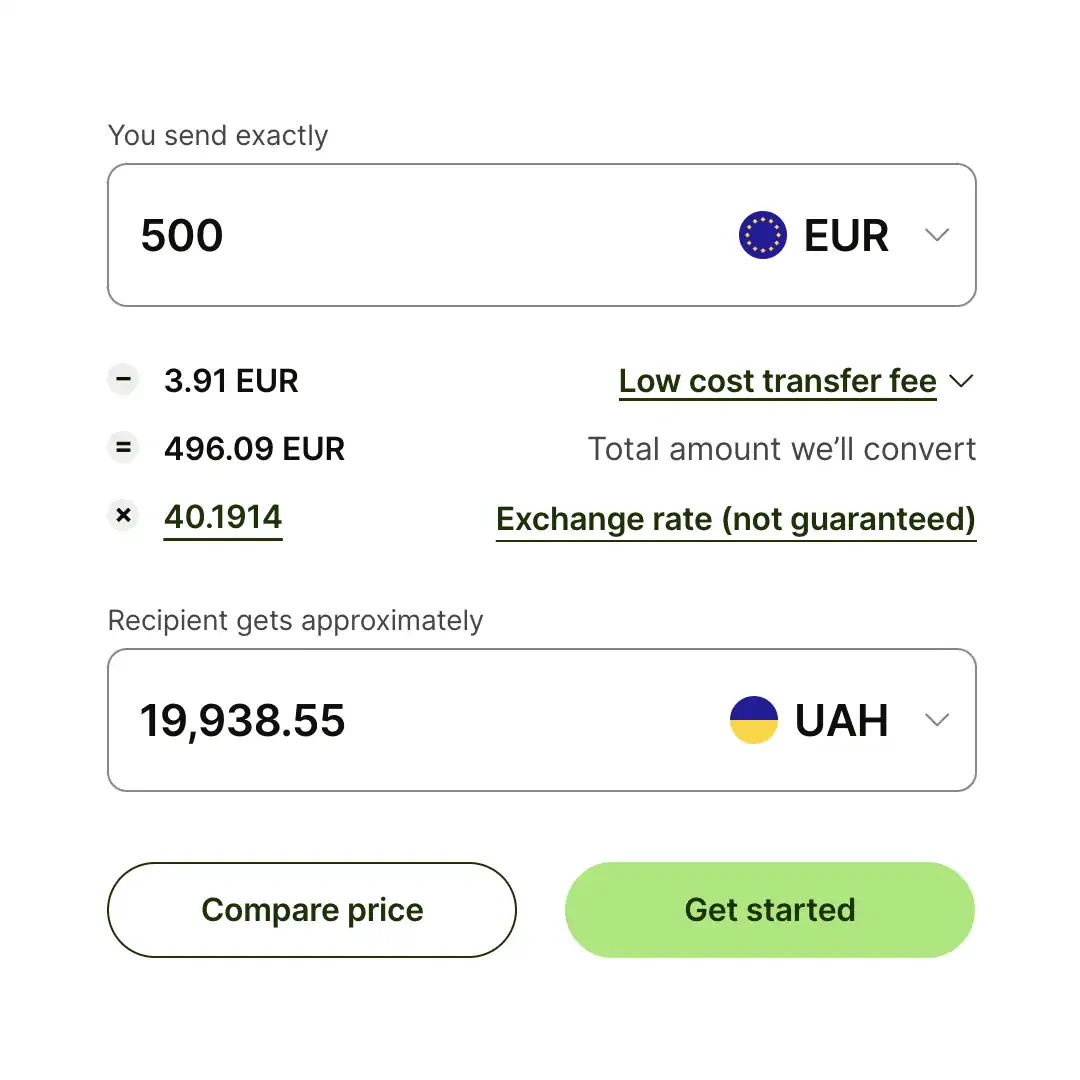 You send exactly
500 EUR
− 3.91 EUR Low cost transfer fee
= 496.09 EUR Total amount we’ll convert
× 40.1914 Exchange rate (not guaranteed)
Recipient gets approximately
19,938.55 UAH
Compare price Get started